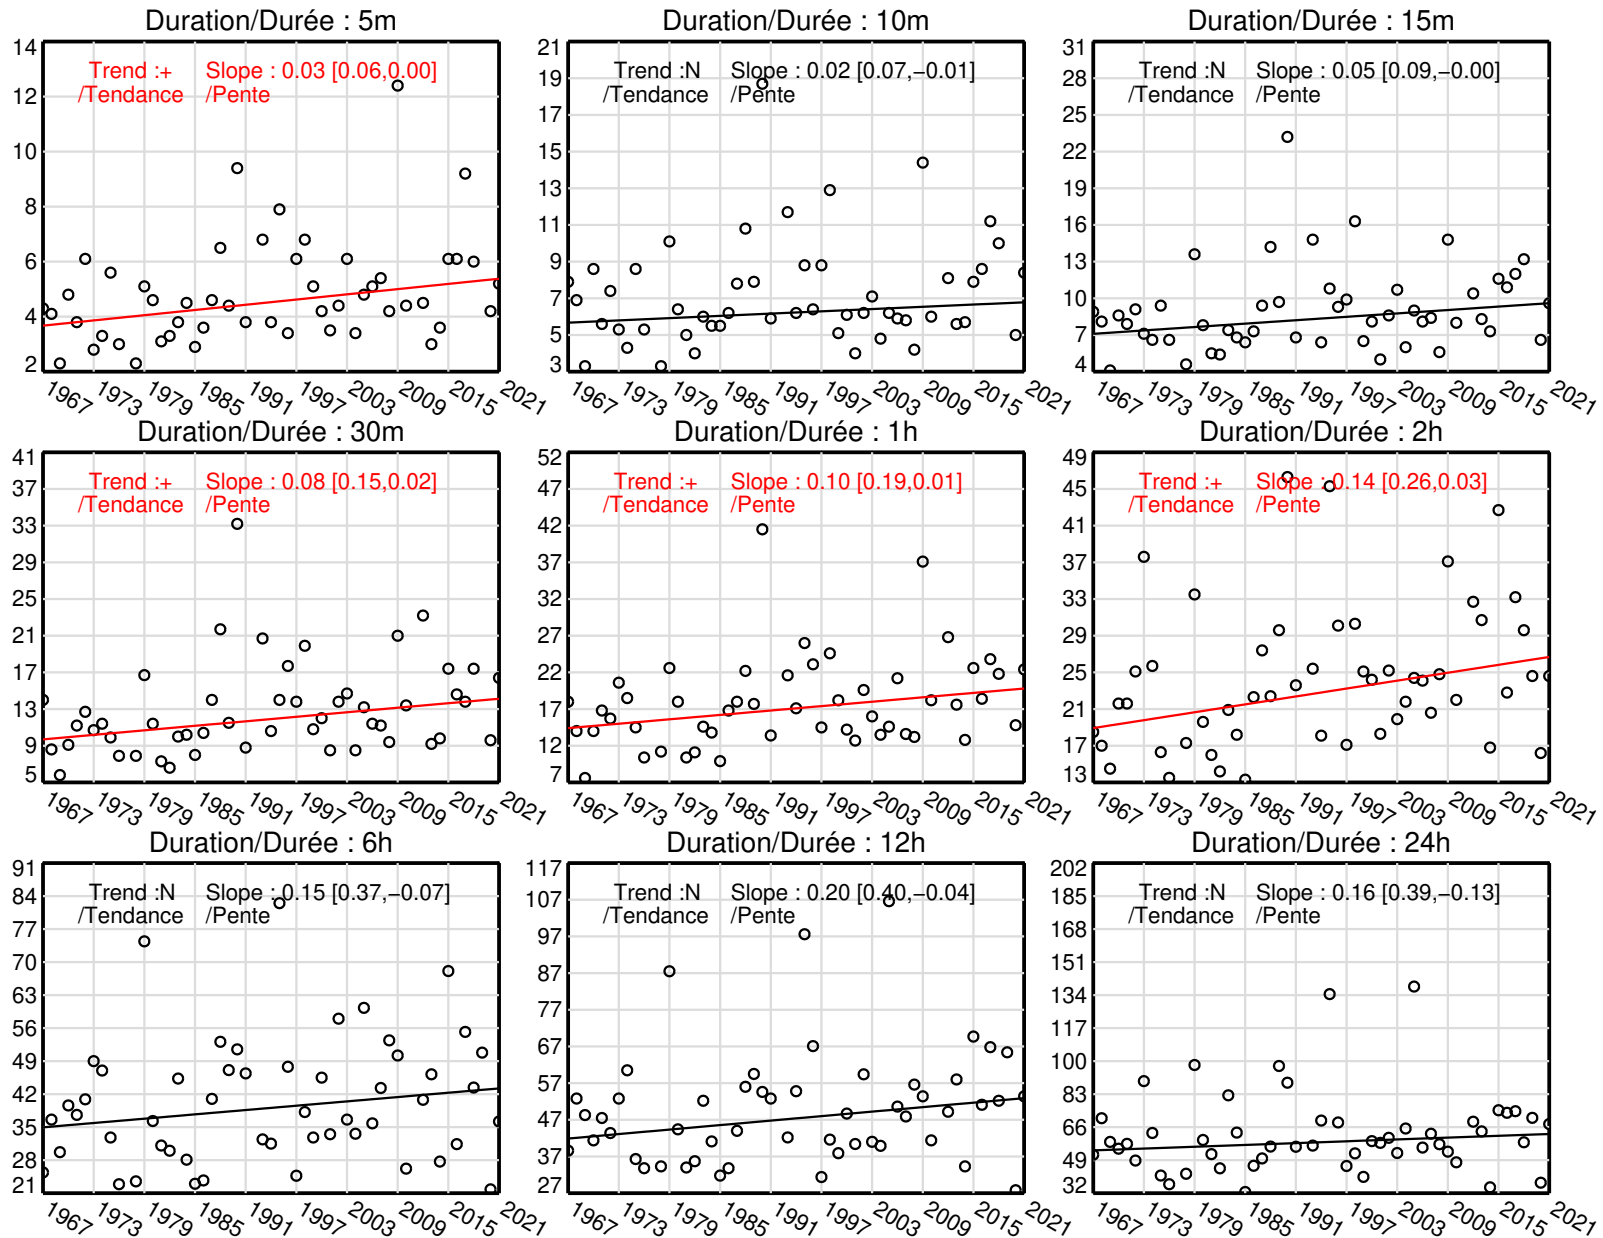 Duration/Durée : 5m
14
12
10
8
6
4
2
Trend :+ Slope : 0.03 [0.06,0.00]
/Tendance /Pente
1967 1973 1979 1985 1991 1997 2003 2009 2015 2021
Duration/Durée : 10m
21
19
17
15
13
11
9
7
5
3
Trend :N Slope : 0.02 [0.07,−0.01]
/Tendance /Pente
1967 1973 1979 1985 1991 1997 2003 2009 2015 2021
Duration/Durée : 15m
31
28
25
22
19
16
13
10
7
4
Trend :N Slope : 0.05 [0.09,−0.00]
/Tendance /Pente
1967 1973 1979 1985 1991 1997 2003 2009 2015 2021
Duration/Durée : 30m
41
37
33
29
25
21
17
13
9
5
Trend :+ Slope : 0.08 [0.15,0.02]
/Tendance /Pente
1967 1973 1979 1985 1991 1997 2003 2009 2015 2021
Duration/Durée : 1h
52
47
42
37
32
27
22
17
12
7
Trend :+ Slope : 0.10 [0.19,0.01]
/Tendance /Pente
1967 1973 1979 1985 1991 1997 2003 2009 2015 2021
Duration/Durée : 2h
49
45
41
37
33
29
25
21
17
13
Trend :+ Slope : 0.14 [0.26,0.03]
/Tendance /Pente
1967 1973 1979 1985 1991 1997 2003 2009 2015 2021
Duration/Durée : 6h
91
84
77
70
63
56
49
42
35
28
21
Trend :N Slope : 0.15 [0.37,−0.07]
/Tendance /Pente
1967 1973 1979 1985 1991 1997 2003 2009 2015 2021
Duration/Durée : 12h
117
107
97
87
77
67
57
47
37
27
Trend :N Slope : 0.20 [0.40,−0.04]
/Tendance /Pente
1967 1973 1979 1985 1991 1997 2003 2009 2015 2021
Duration/Durée : 24h
202
185
168
151
134
117
100
83
66
49
32
Trend :N Slope : 0.16 [0.39,−0.13]
/Tendance /Pente
1967 1973 1979 1985 1991 1997 2003 2009 2015 2021